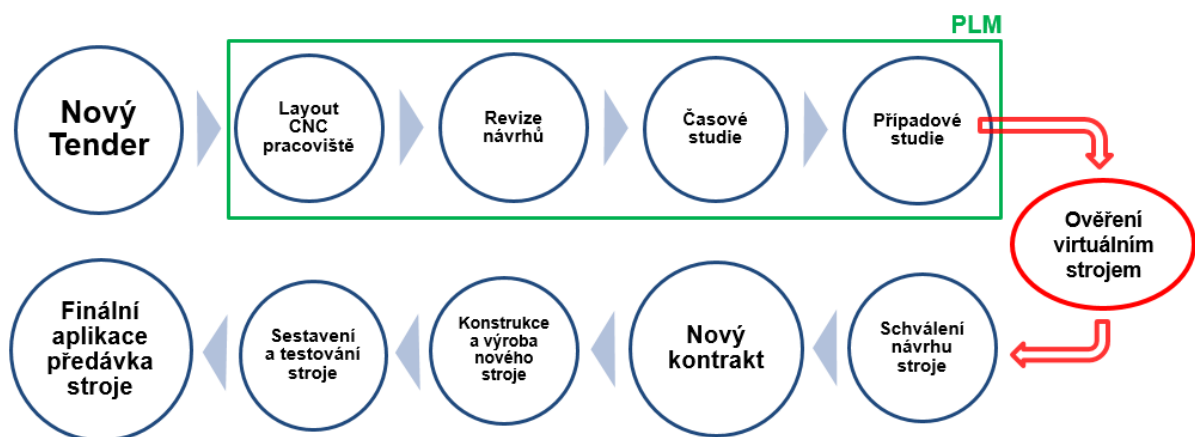 PLM
Nový
Tender
Layout
CNC
pracoviště
Revize
návrhů
Časové
studie
Případové
studie
Ověření
virtuálním
strojem
Finální
aplikace
předávka
stroje
Sestavení
a testování
stroje
Konstrukce
a výroba
nového
stroje
Nový
kontrakt
Schválení
návrhu
stroje